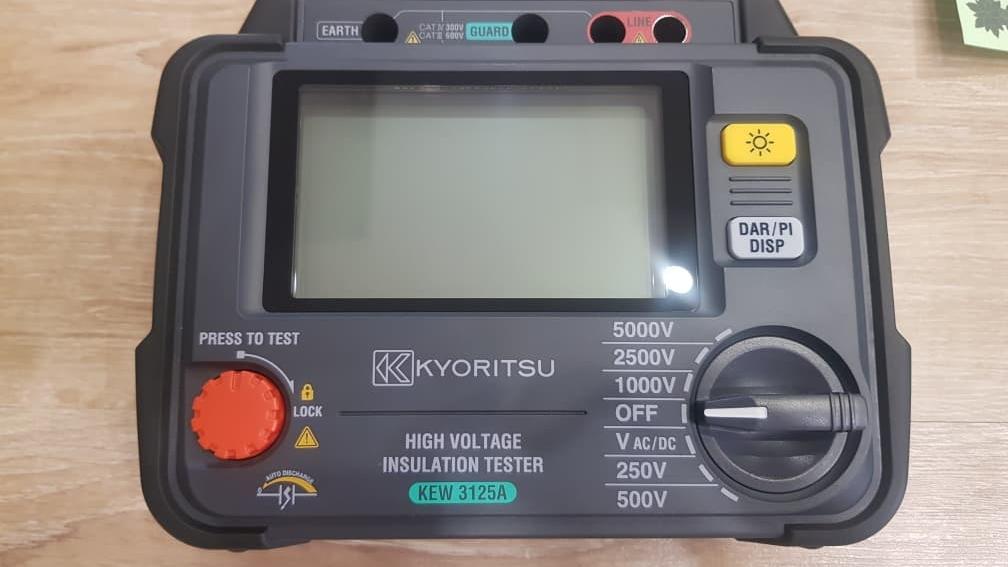 EARTH
CAT IV 300V
CAT III 600V
GUARD
LINE
DAR/PI
DISP
PRESS TO TEST
LOCK
AUTO DISCHARGE
KYORITSU
HIGH VOLTAGE
INSULATION TESTER
KEW 3125A
5000V
2500V
1000V
OFF
V AC/DC
250V
500V